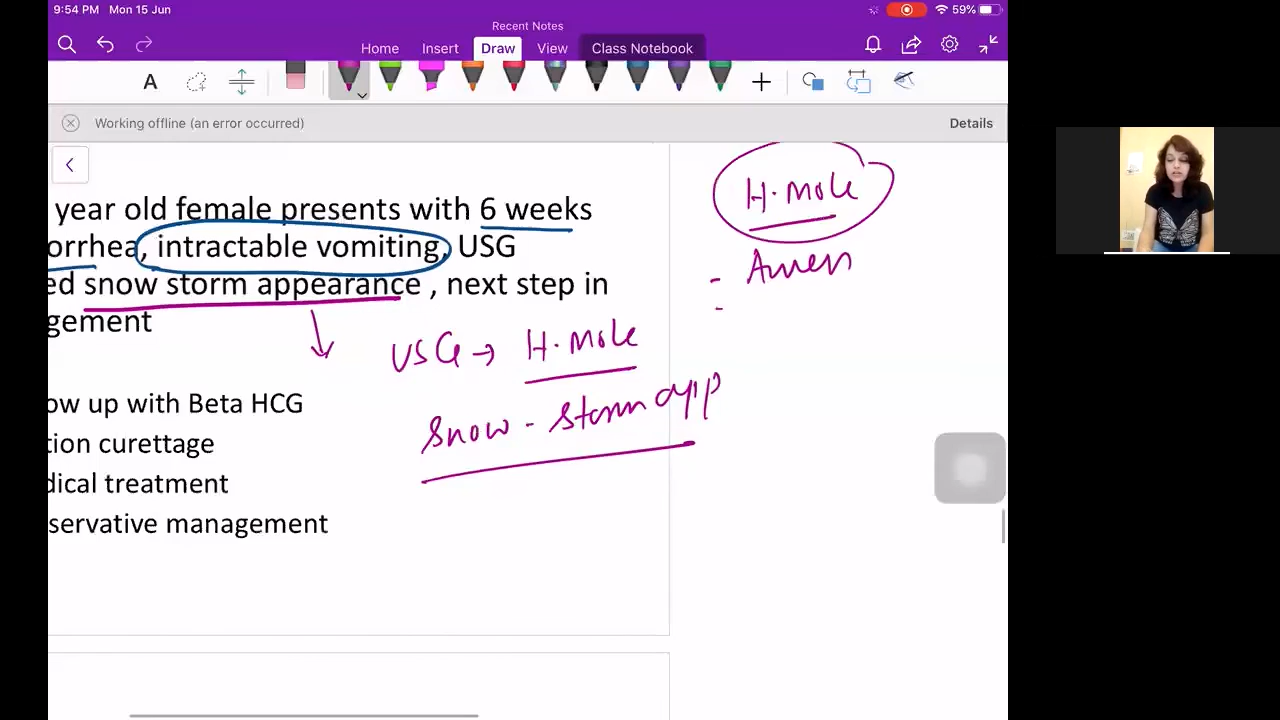 9:54 PM Mon 15 Jun
59%
Recent Notes
Home Insert Draw View Class Notebook
A
Working offline (an error occurred)
Details
year old female presents with 6 weeks
orrhea, intractable vomiting, USG
ed snow storm appearance , next step in
gement
ow up with Beta HCG
tion curettage
dical treatment
servative management
USG → H.Mole
Snow - Storm app
H.Mole
- Amen
-